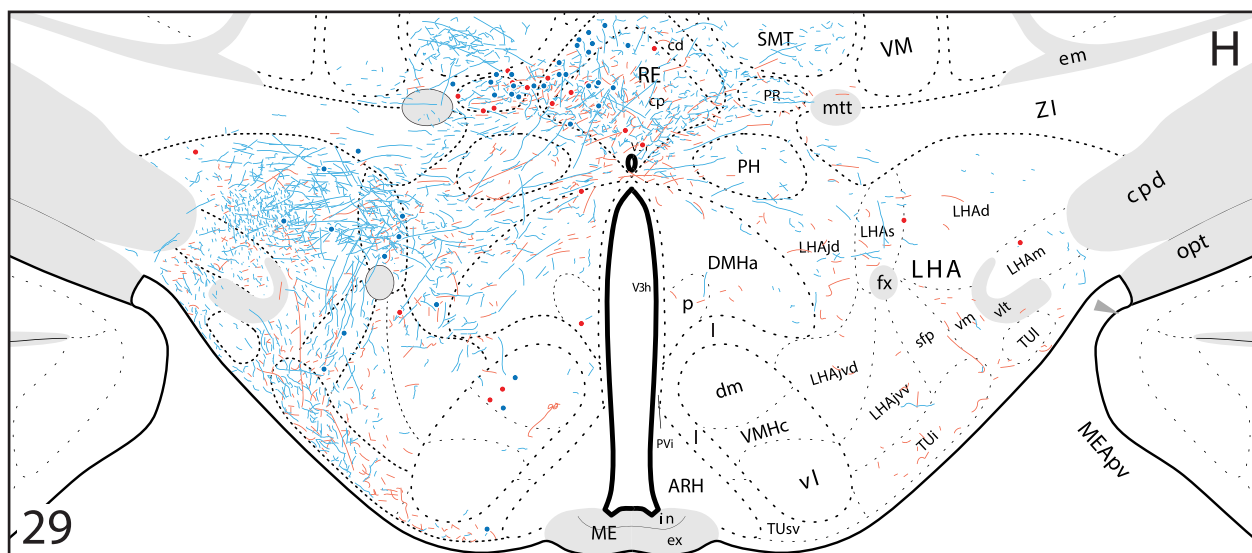 H
SMT
VM
em
cd
RE
cp
PR
mtt
ZI
v
PH
cpd
LHAd
LHAs
LHAjd
LHAm
opt
DMHa
LHA
fx
V3h
p
vlt
vm
l
sfp
TUl
LHAjvd
dm
LHAjvv
VMHc
l
PVi
TUi
MEApv
vl
ARH
29
in
ME
ex
TUsv